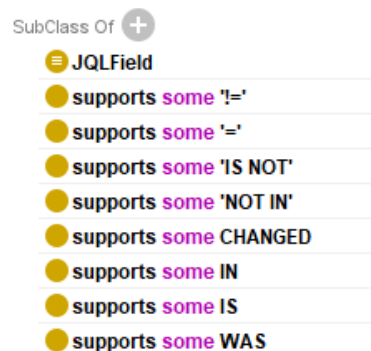 SubClass Of
JQLField
supports some '!='
supports some '='
supports some 'IS NOT'
supports some 'NOT IN'
supports some CHANGED
supports some IN
supports some IS
supports some WAS